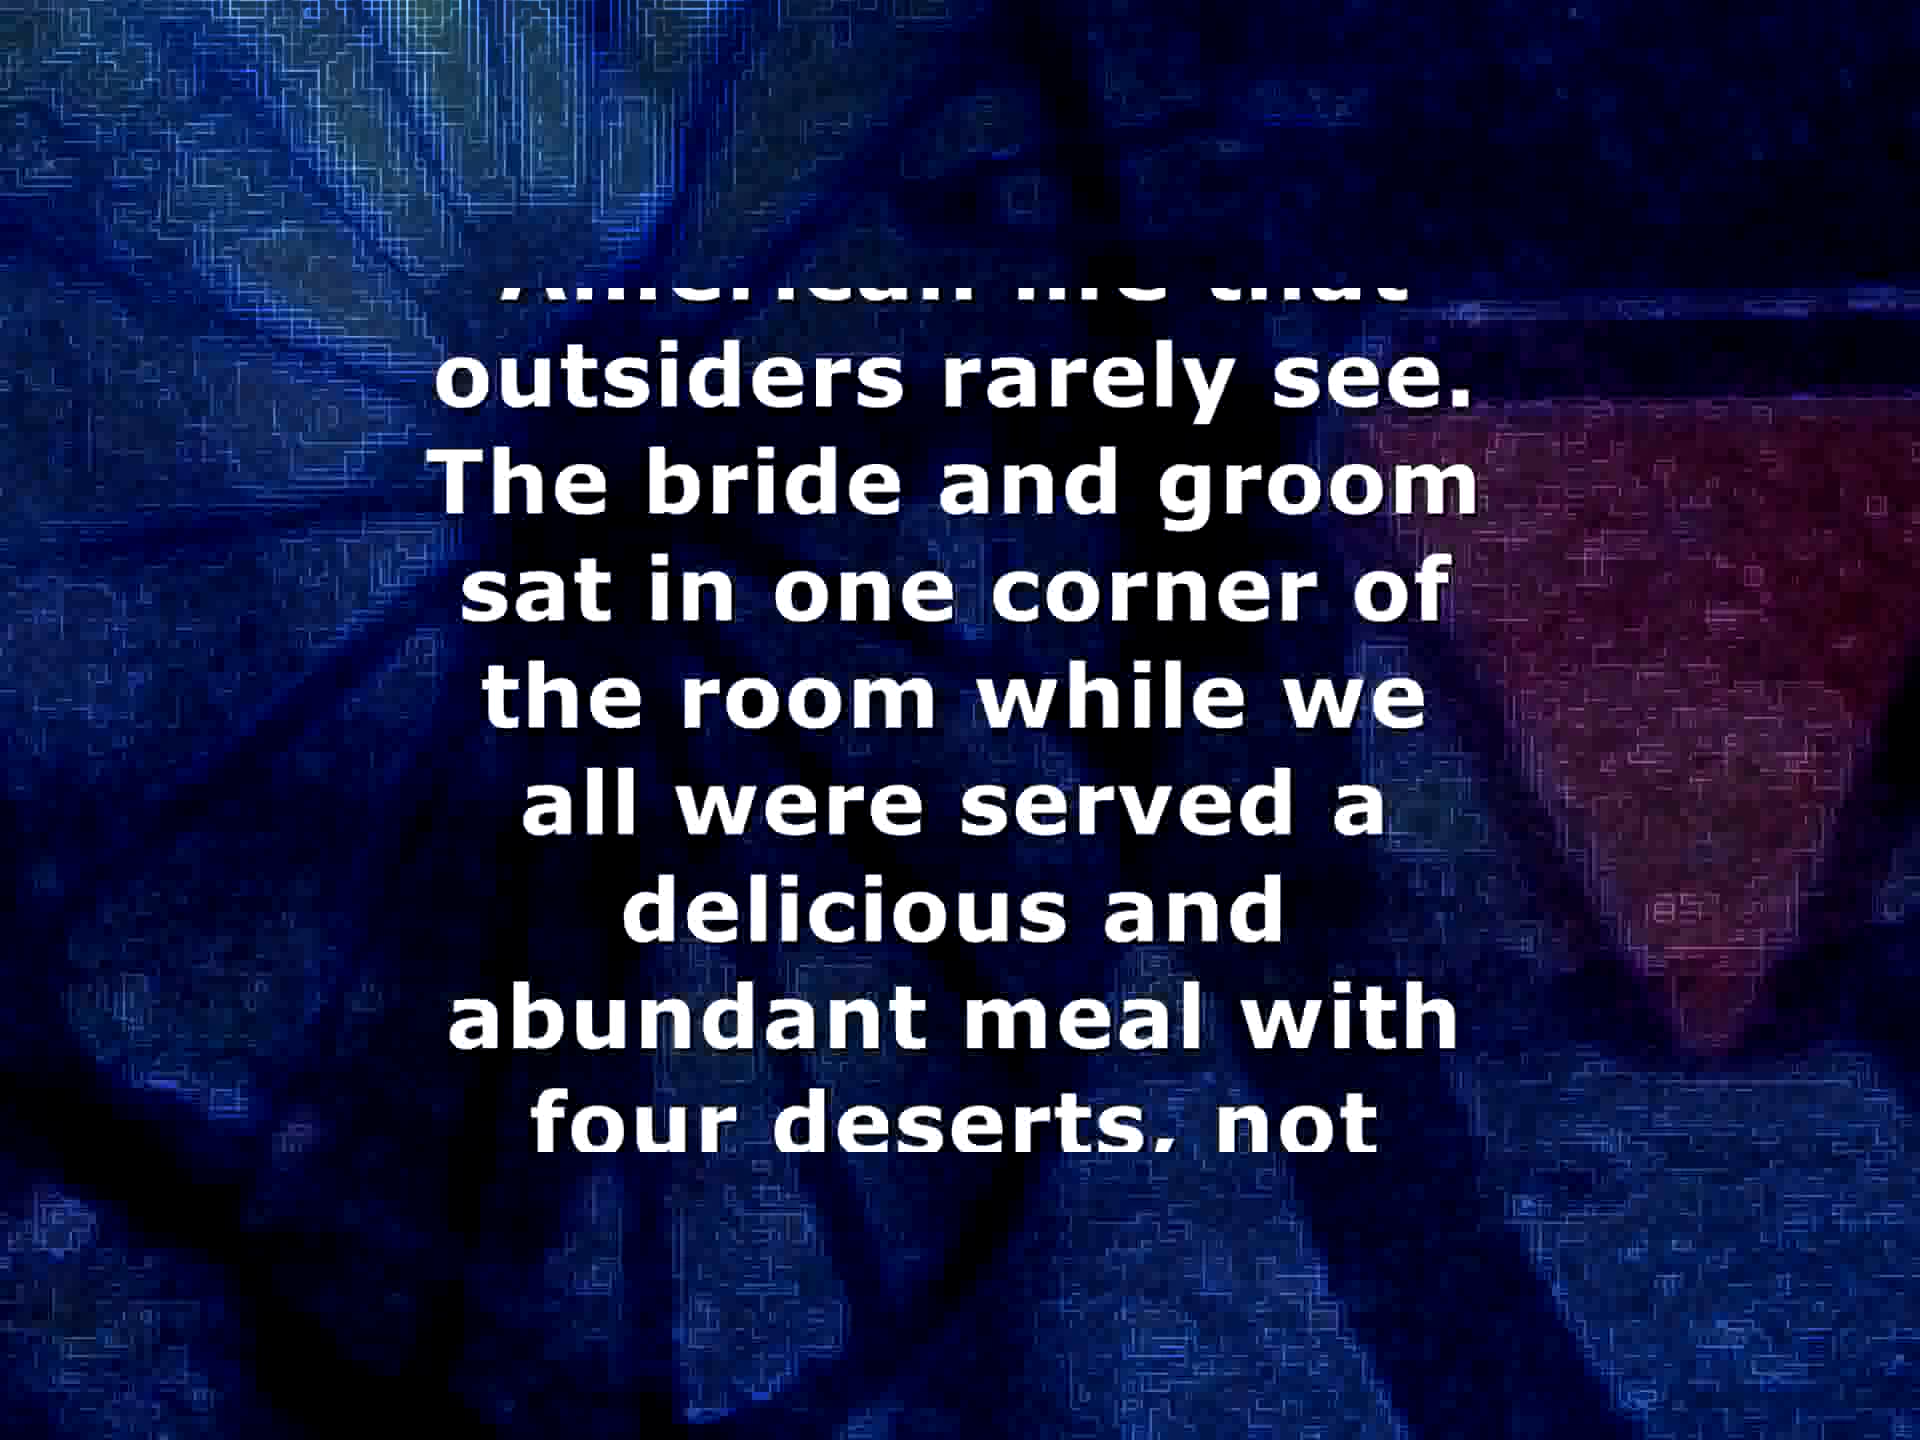 American life that
outsiders rarely see.
The bride and groom
sat in one corner of
the room while we
all were served a
delicious and
abundant meal with
four deserts, not